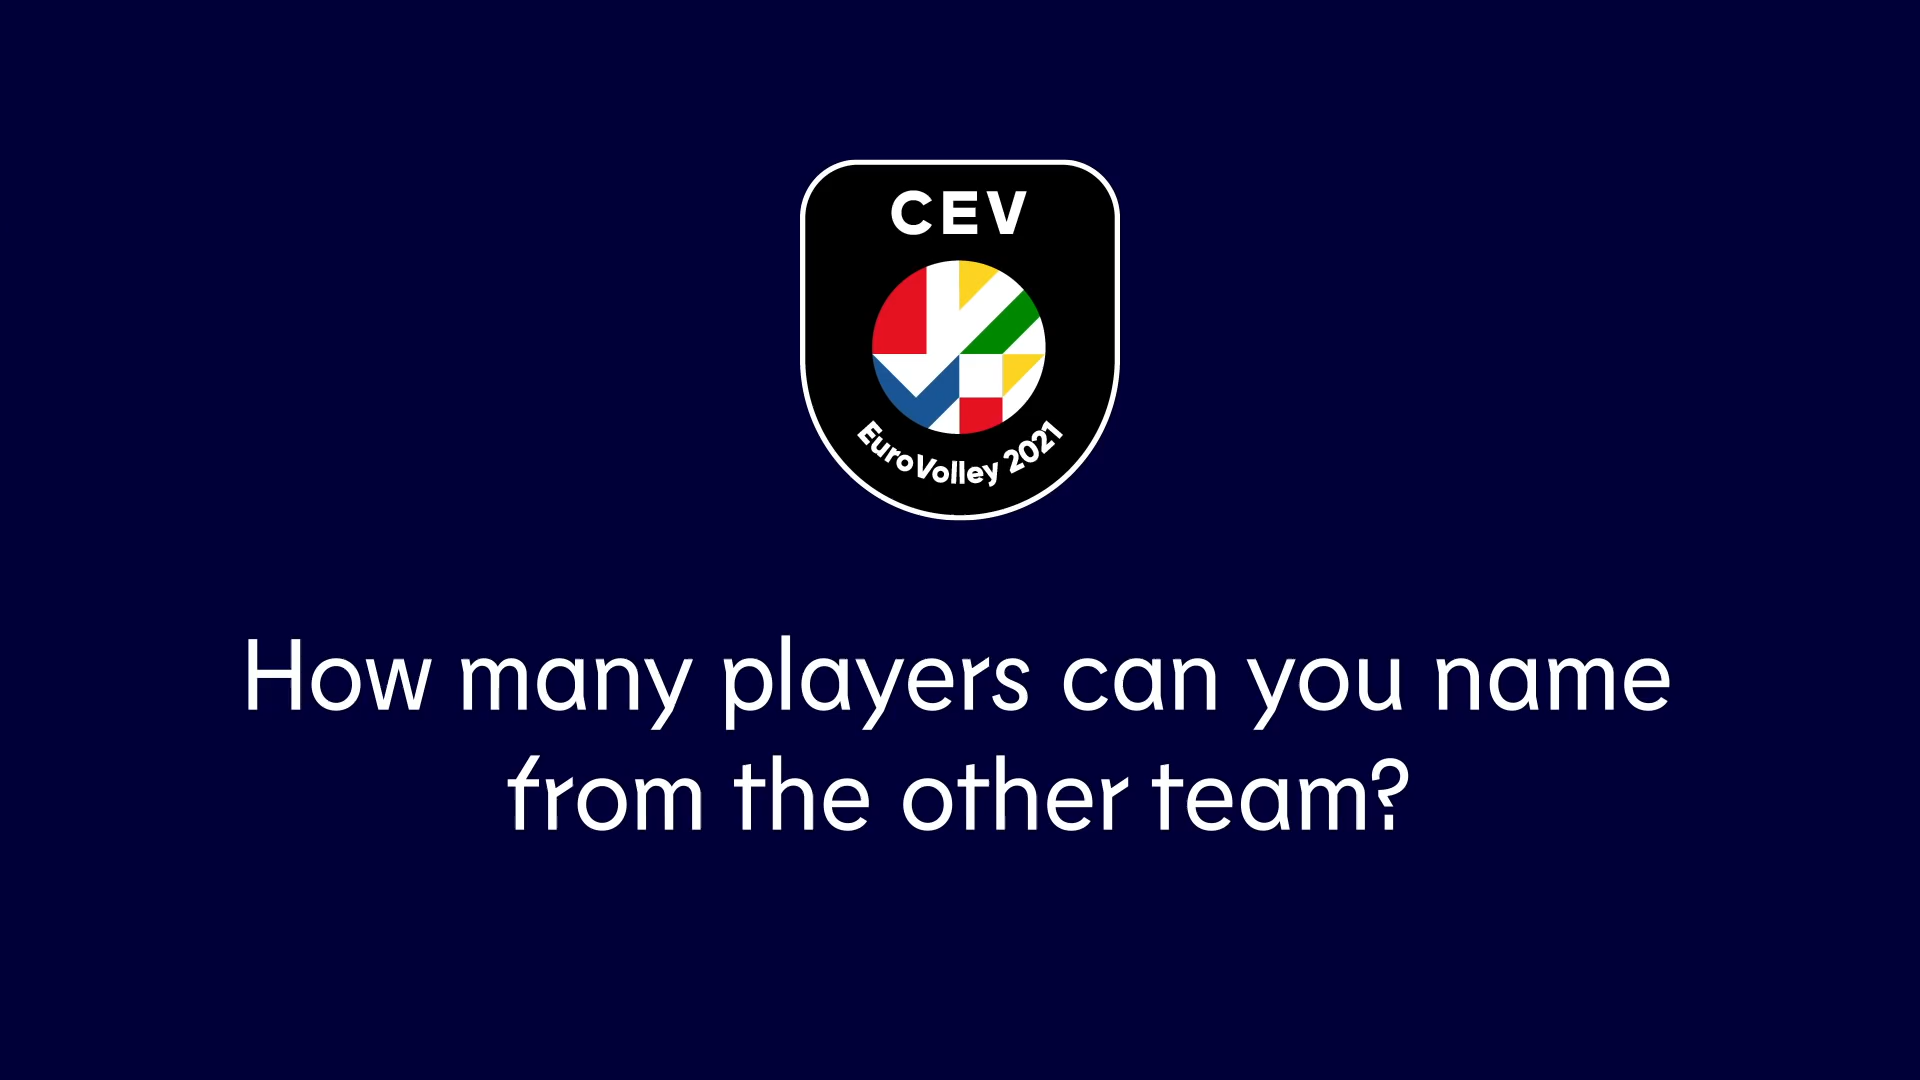 CEV
EuroVolley 2021
How many players can you name
from the other team?